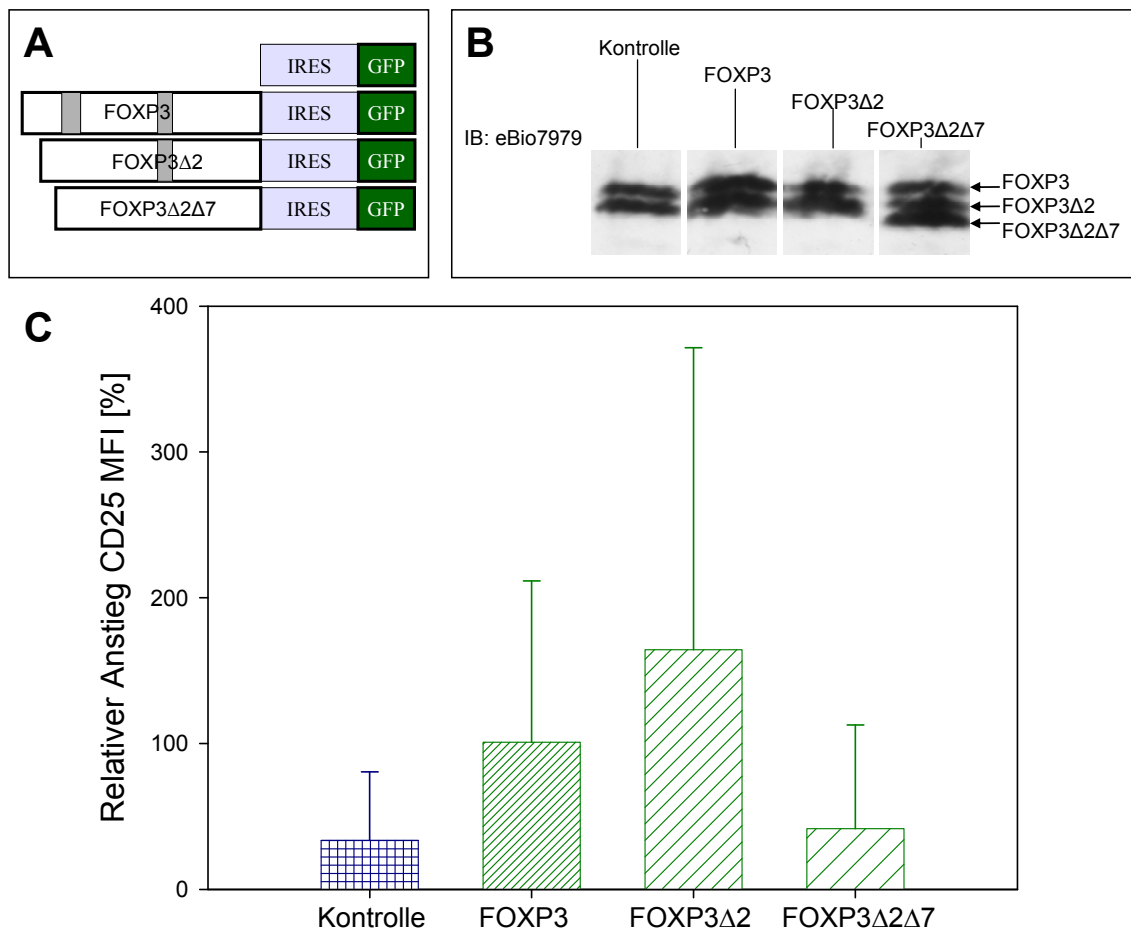 A
IRES GFP
FOXP3 IRES GFP
FOXP3Δ2 IRES GFP
FOXP3Δ2Δ7 IRES GFP
B
Kontrolle
FOXP3
FOXP3Δ2
FOXP3Δ2Δ7
IB: eBio7979
FOXP3
FOXP3Δ2
FOXP3Δ2Δ7
C
Relativer Anstieg CD25 MFI [%]
400
300
200
100
0
Kontrolle FOXP3 FOXP3Δ2 FOXP3Δ2Δ7